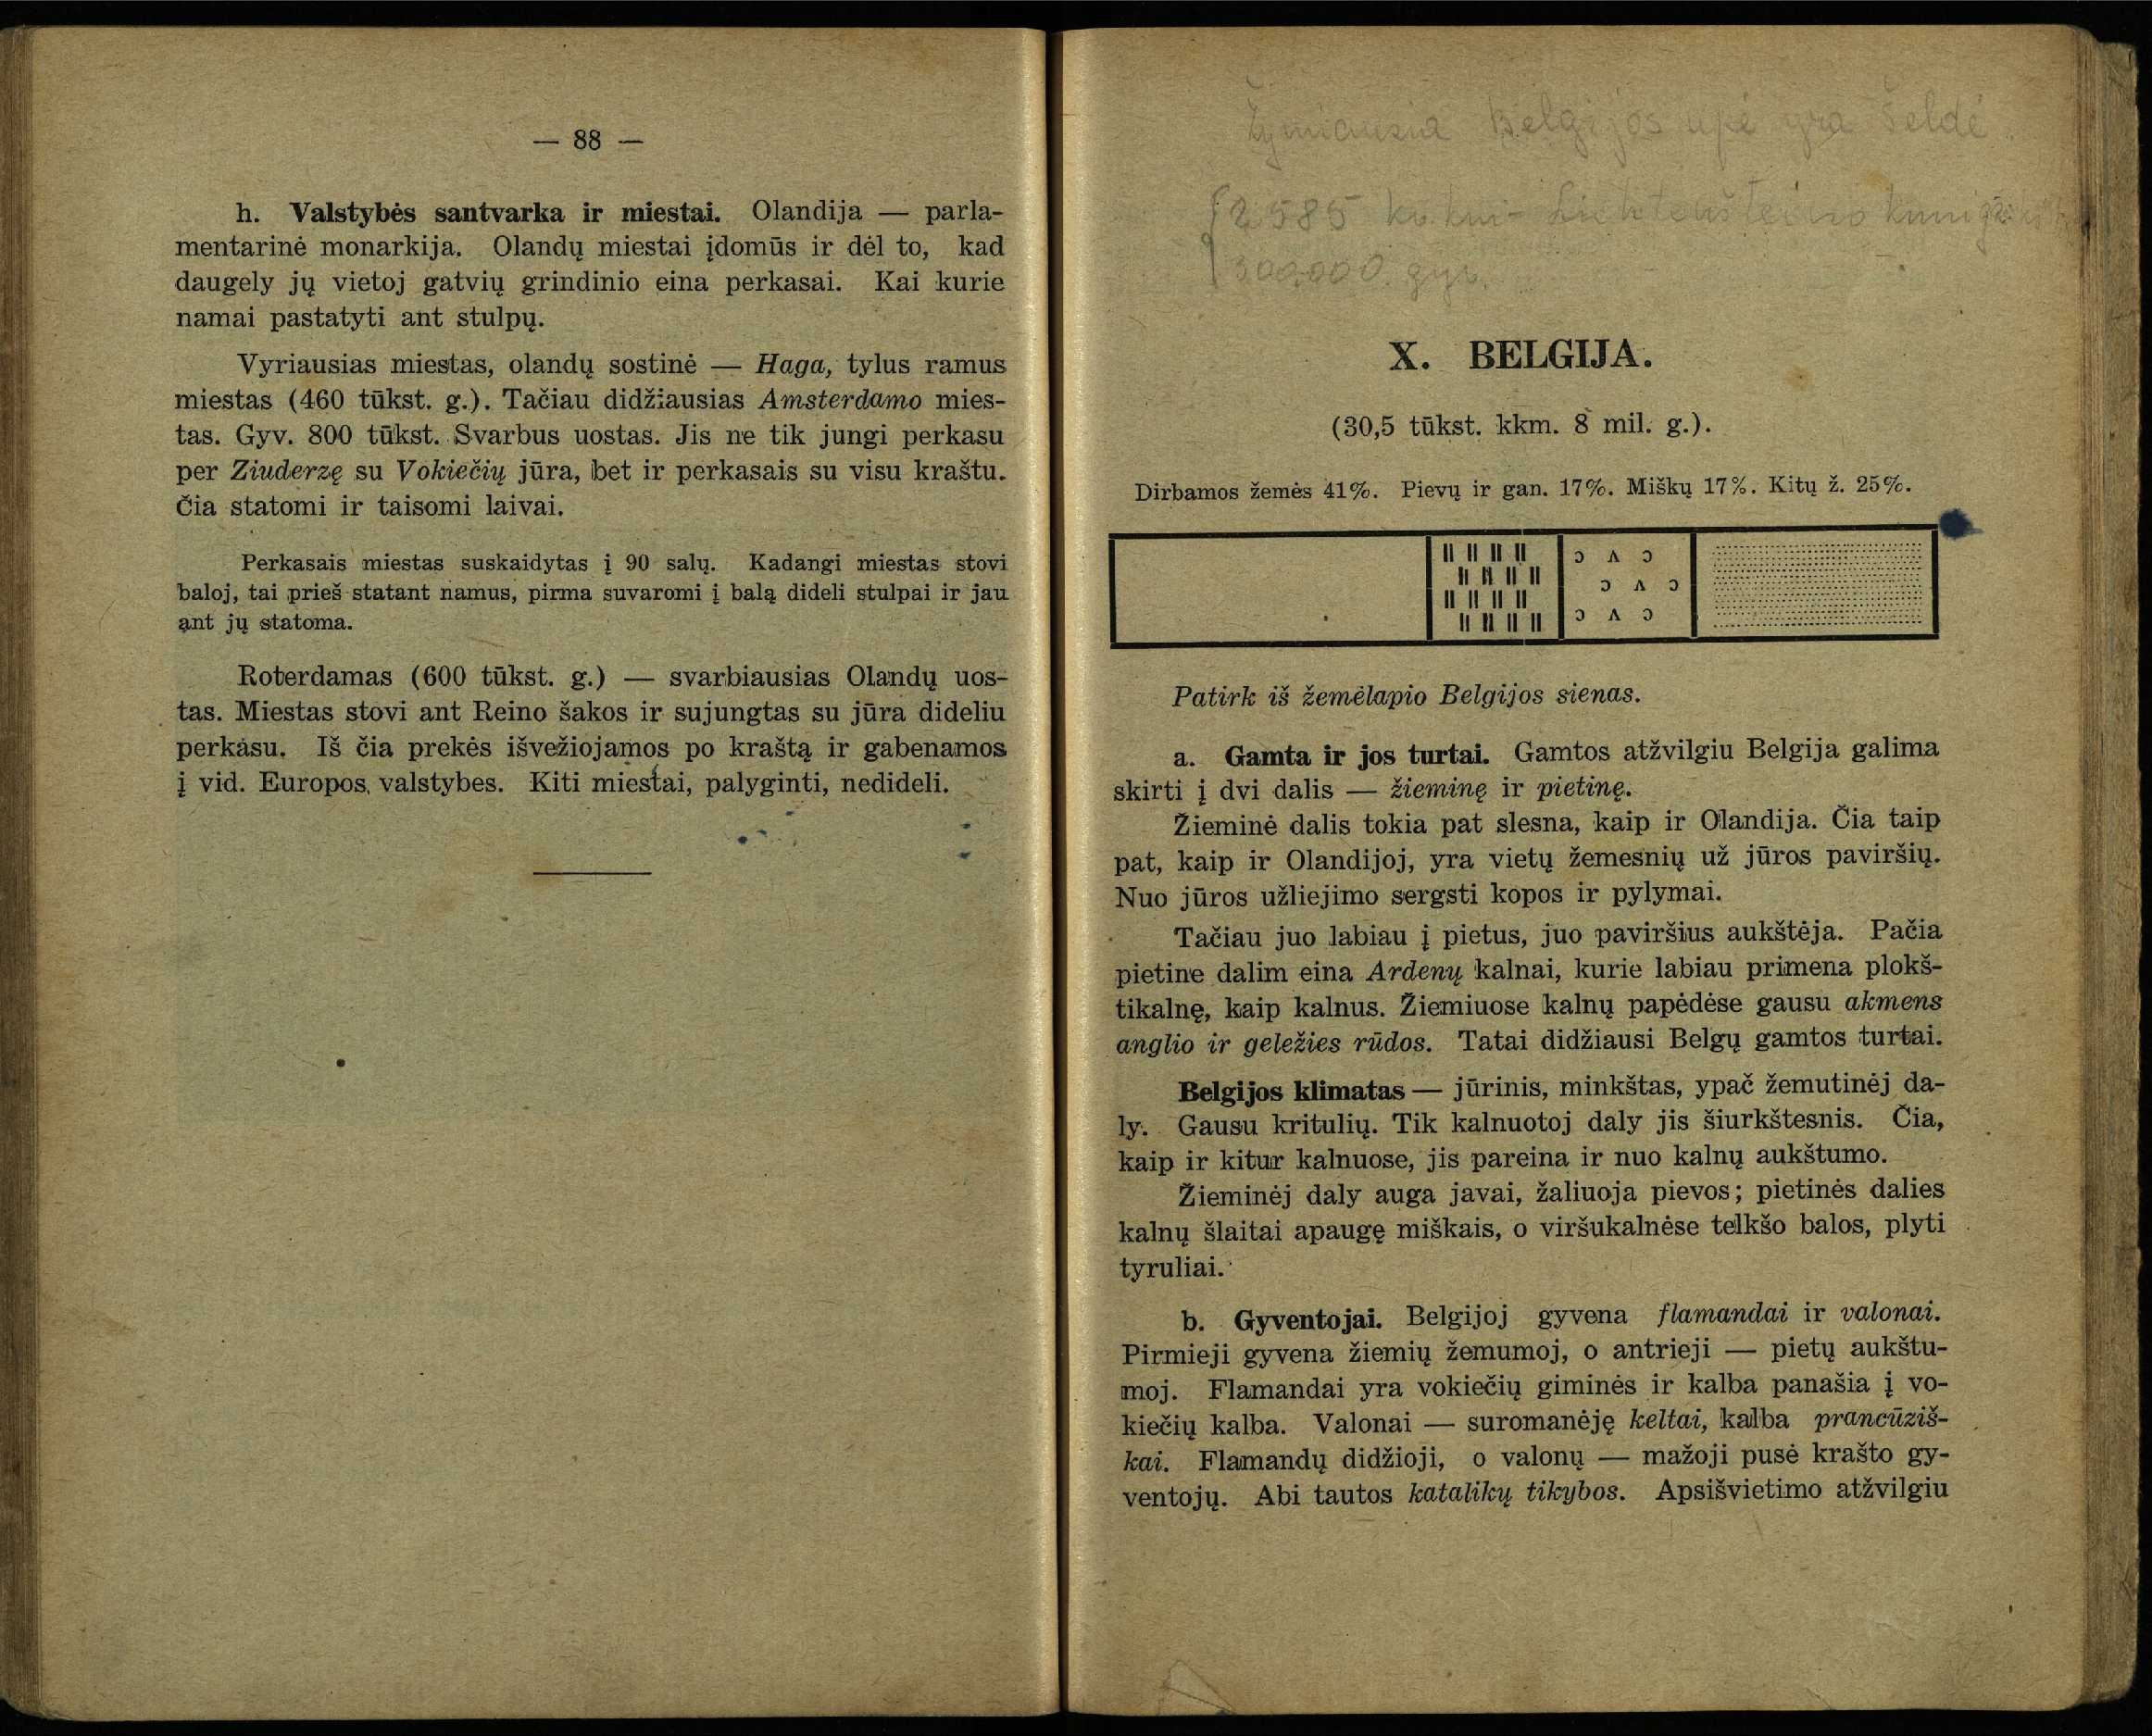 — 88 —
h. Valstybės santvarka ir miestai. Olandija — parla-
mentarinė monarkija. Olandų miestai įdomūs ir dėl to, kad
daugely jų vietoj gatvių grindinio eina perkasai. Kai kurie
namai pastatyti ant stulpų.
Vyriausias miestas, olandų sostinė — Haga, tylus ramus
miestas (460 tūkst. g.). Tačiau didžiausias Amsterdamo mies-
tas. Gyv. 800 tūkst. Svarbus uostas. Jis ne tik jungi perkasu
per Ziuderzę su Vokiečių jūra, bet ir perkasais su visu kraštu.
Čia statomi ir taisomi laivai.
Perkasais miestas suskaidytas į 90 salų. Kadangi miestas stovi
baloj, tai prieš statant namus, pirma suvaromi į balą dideli stulpai ir jau
ant jų statoma.
Roterdamas (600 tūkst. g.) — svarbiausias Olandų uos-
tas. Miestas stovi ant Reino šakos ir sujungtas su jūra dideliu
perkasu. Iš čia prekės išvežiojamos po kraštą ir gabenamos
į vid. Europos valstybes. Kiti miestai, palyginti, nedideli.
Žymiausia Belgijos upė yra Šeldė.
2585 kv. km -
300,000 gyv.
X. BELGIJA.
(30,5 tūkst. kkm. 8 mil. g.).
Dirbamos žemės 41%. Pievų ir gan. 17%. Miškų 17%. Kitų ž. 25%.
Patirk iš žemėlapio Belgijos sienas.
a. Gamta ir jos turtai. Gamtos atžvilgiu Belgija galima
skirti į dvi dalis — žieminę ir pietinę.
Žieminė dalis tokia pat slesna, kaip ir Olandija. Čia taip
pat, kaip ir Olandijoj, yra vietų žemesnių už jūros paviršių.
Nuo jūros užliejimo sergsti kopos ir pylymai.
Tačiau juo labiau į pietus, juo paviršius aukštėja. Pačia
pietine dalim eina Ardenų kalnai, kurie labiau primena plokš-
tikalnę, kaip kalnus. Žiemiuose kalnų papėdėse gausu akmens
anglio ir geležies rūdos. Tatai didžiausi Belgų gamtos turtai.
Belgijos klimatas — jūrinis, minkštas, ypač žemutinėj da-
ly. Gausu kritulių. Tik kalnuotoj daly jis šiurkštesnis. Čia,
kaip ir kitur kalnuose, jis pareina ir nuo kalnų aukštumo.
Žieminėj daly auga javai, žaliuoja pievos; pietinės dalies
kalnų šlaitai apaugę miškais, o viršukalnėse telkšo balos, plyti
tyruliai.
b. Gyventojai. Belgijoj gyvena flamandai ir valonai.
Pirmieji gyvena žiemių žemumoj, o antrieji — pietų aukštu-
moj. Flamandai yra vokiečių giminės ir kalba panašia į vo-
kiečių kalba. Valonai — suromanėję keltai, kalba prancūziš-
kai. Flamandų didžioji, o valonų — mažoji pusė krašto gy-
ventojų. Abi tautos katalikų tikybos. Apsišvietimo atžvilgiu